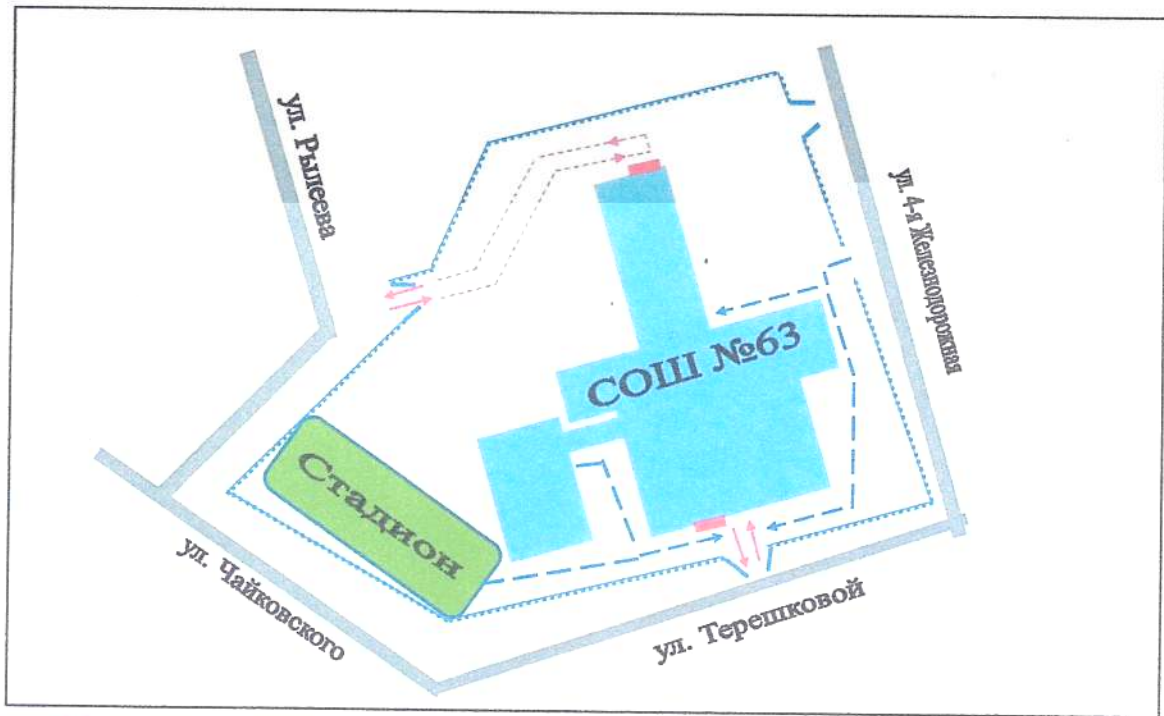 ул. Рылеева
ул. 4-я Железнодорожная
СОШ №63
Стадион
ул. Чайковского
ул. Терешковой